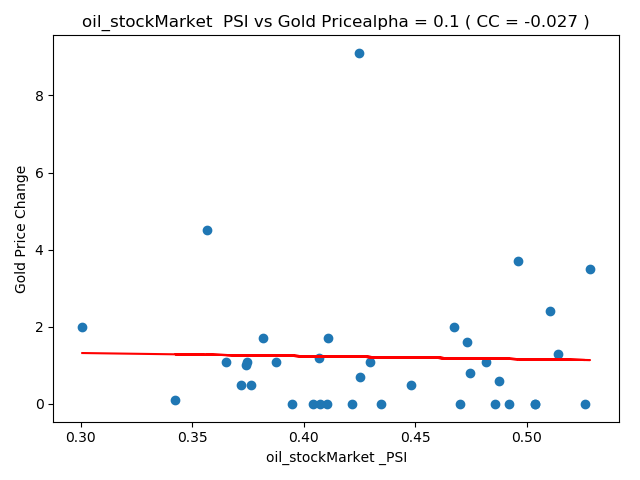 oil_stockMarket  PSI vs Gold Pricealpha = 0.1 ( CC = -0.027 )
Gold Price Change
8
6
4
2
0
0.30 0.35 0.40 0.45 0.50
oil_stockMarket _PSI